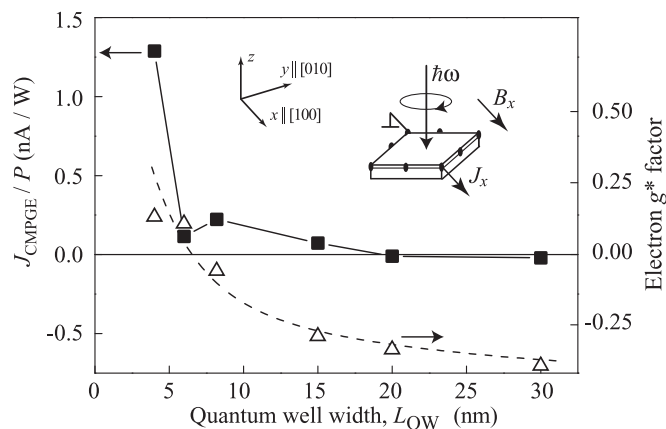 1.5
1.0
0.5
0.0
-0.5
J_CMPGE / P (nA / W)
z
y || [010]
x || [100]
ħω
B_x
J_x
0.50
0.25
0.00
-0.25
Electron g* factor
0 5 10 15 20 25 30
Quantum well width, L_QW (nm)